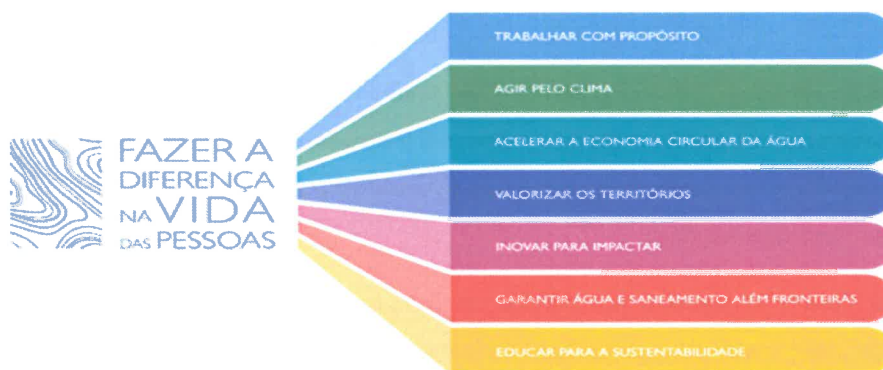 FAZER A
DIFERENÇA
NA VIDA
DAS PESSOAS
TRABALHAR COM PROPÓSITO
AGIR PELO CLIMA
ACELERAR A ECONOMIA CIRCULAR DA ÁGUA
VALORIZAR OS TERRITÓRIOS
INOVAR PARA IMPACTAR
GARANTIR ÁGUA E SANEAMENTO ALÉM FRONTEIRAS
EDUCAR PARA A SUSTENTABILIDADE